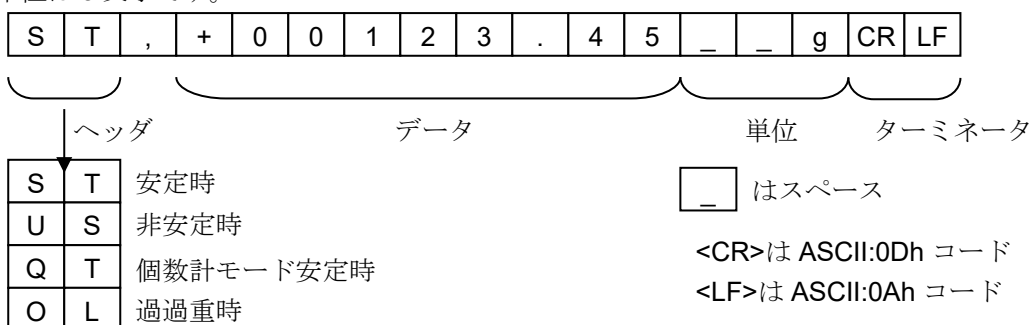 S T , + 0 0 1 2 3 . 4 5 _ _ g CR LF
ヘッダ データ 単位 ターミネータ
S T 安定時
U S 非安定時
Q T 個数計モード安定時
O L 過過重時
_ はスペース
<CR>は ASCII:0Dh コード
<LF>は ASCII:0Ah コード